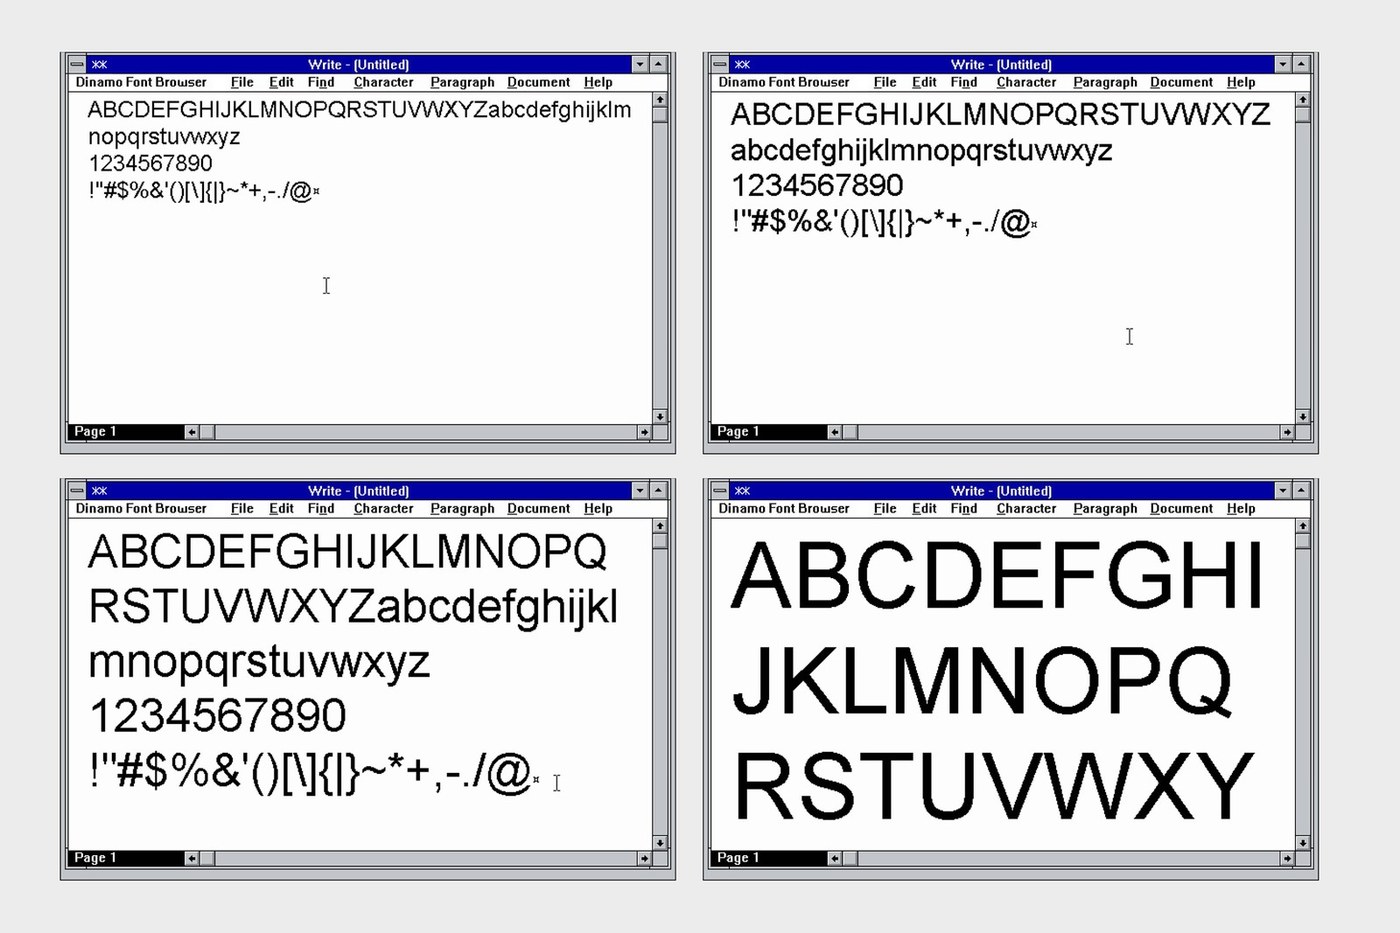 Write - (Untitled)
Dinamo Font Browser File Edit Find Character Paragraph Document Help
ABCDEFGHIJKLMNOPQRSTUVWXYZabcdefghijklm
nopqrstuvwxyz
1234567890
!"#$%&'()[\]{|}~*+,-./@¤
Page 1
Write - (Untitled)
Dinamo Font Browser File Edit Find Character Paragraph Document Help
ABCDEFGHIJKLMNOPQRSTUVWXYZ
abcdefghijklmnopqrstuvwxyz
1234567890
!"#$%&'()[\]{|}~*+,-./@¤
Page 1
Write - (Untitled)
Dinamo Font Browser File Edit Find Character Paragraph Document Help
ABCDEFGHIJKLMNOPQ
RSTUVWXYZabcdefghijkl
mnopqrstuvwxyz
1234567890
!"#$%&'()[\]{|}~*+,-./@¤
Page 1
Write - (Untitled)
Dinamo Font Browser File Edit Find Character Paragraph Document Help
ABCDEFGHI
JKLMNOPQ
RSTUVWXY
Page 1